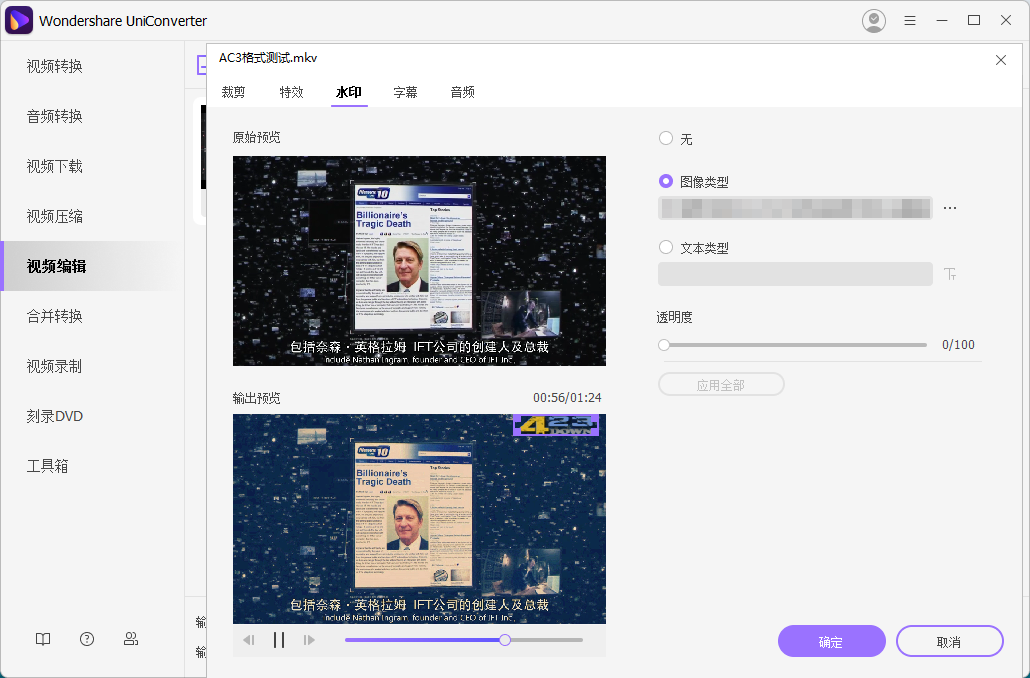 Wondershare UniConverter
视频转换
音频转换
视频下载
视频压缩
视频编辑
合并转换
视频录制
刻录DVD
工具箱
输
输
AC3格式测试.mkv
裁剪
特效
水印
字幕
音频
原始预览
News 10
Billionaire's
Tragic Death
Top Stories
包括奈森·英格拉姆 IFT公司的创建人及总裁
include Nathan Ingram, founder and CEO of IFT Inc.
输出预览
00:56/01:24
423
DOWN
News 10
Billionaire's
Tragic Death
Top Stories
包括奈森·英格拉姆 IFT公司的创建人及总裁
include Nathan Ingram, founder and CEO of IFT Inc.
无
图像类型
...
文本类型
透明度
0/100
应用全部
确定
取消